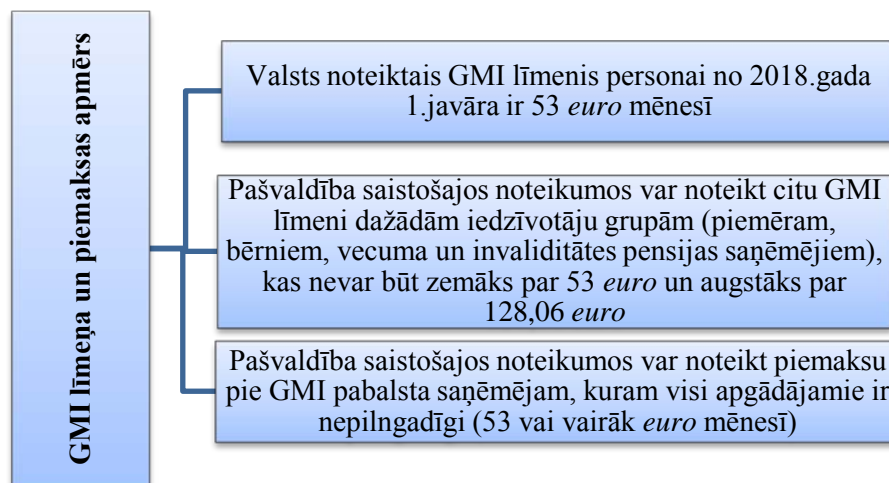 GMI līmeņa un piemaksas apmērs
Valsts noteiktais GMI līmenis personai no 2018.gada
1.javāra ir 53 euro mēnesī
Pašvaldība saistošajos noteikumos var noteikt citu GMI
līmeni dažādām iedzīvotāju grupām (piemēram,
bērniem, vecuma un invaliditātes pensijas saņēmējiem),
kas nevar būt zemāks par 53 euro un augstāks par
128,06 euro
Pašvaldība saistošajos noteikumos var noteikt piemaksu
pie GMI pabalsta saņēmējam, kuram visi apgādājamie ir
nepilngadīgi (53 vai vairāk euro mēnesī)